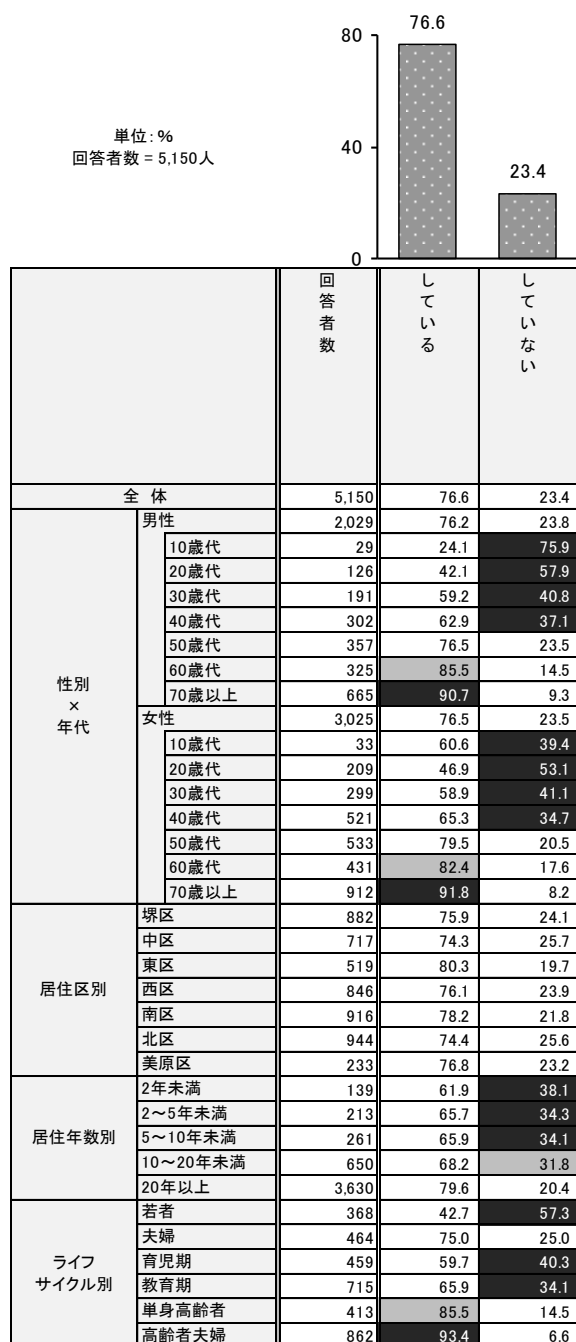 76.6
80
単位：％
回答者数 = 5,150人
40
23.4
0
回答者数 している していない
全 体 5,150 76.6 23.4
男性 2,029 76.2 23.8
10歳代 29 24.1 75.9
20歳代 126 42.1 57.9
30歳代 191 59.2 40.8
40歳代 302 62.9 37.1
50歳代 357 76.5 23.5
60歳代 325 85.5 14.5
性別
×
年代
70歳以上 665 90.7 9.3
女性 3,025 76.5 23.5
10歳代 33 60.6 39.4
20歳代 209 46.9 53.1
30歳代 299 58.9 41.1
40歳代 521 65.3 34.7
50歳代 533 79.5 20.5
60歳代 431 82.4 17.6
70歳以上 912 91.8 8.2
堺区 882 75.9 24.1
中区 717 74.3 25.7
東区 519 80.3 19.7
居住区別
西区 846 76.1 23.9
南区 916 78.2 21.8
北区 944 74.4 25.6
美原区 233 76.8 23.2
2年未満 139 61.9 38.1
2～5年未満 213 65.7 34.3
居住年数別
5～10年未満 261 65.9 34.1
10～20年未満 650 68.2 31.8
20年以上 3,630 79.6 20.4
若者 368 42.7 57.3
夫婦 464 75.0 25.0
ライフ
サイクル別
育児期 459 59.7 40.3
教育期 715 65.9 34.1
単身高齢者 413 85.5 14.5
高齢者夫婦 862 93.4 6.6